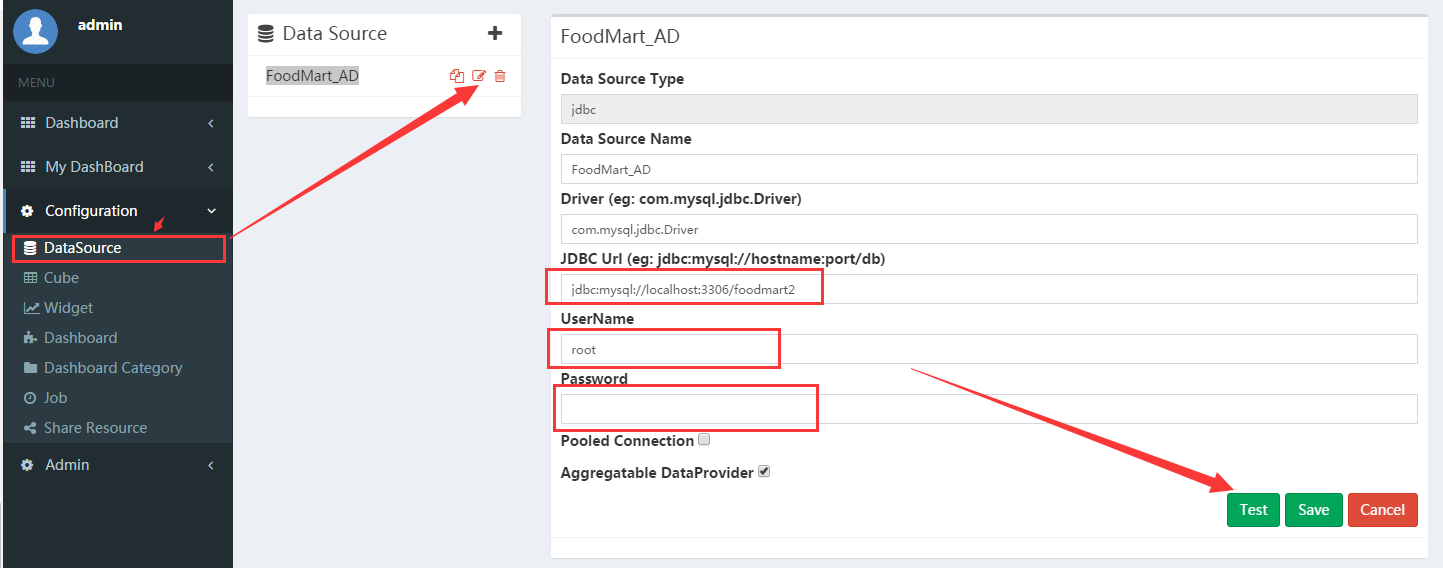 admin
MENU
Dashboard
My DashBoard
Configuration
DataSource
Cube
Widget
Dashboard
Dashboard Category
Job
Share Resource
Admin
Data Source
FoodMart_AD
FoodMart_AD
Data Source Type
jdbc
Data Source Name
FoodMart_AD
Driver (eg: com.mysql.jdbc.Driver)
com.mysql.jdbc.Driver
JDBC Url (eg: jdbc:mysql://hostname:port/db)
jdbc:mysql://localhost:3306/foodmart2
UserName
root
Password
Pooled Connection
Aggregatable DataProvider
Test Save Cancel